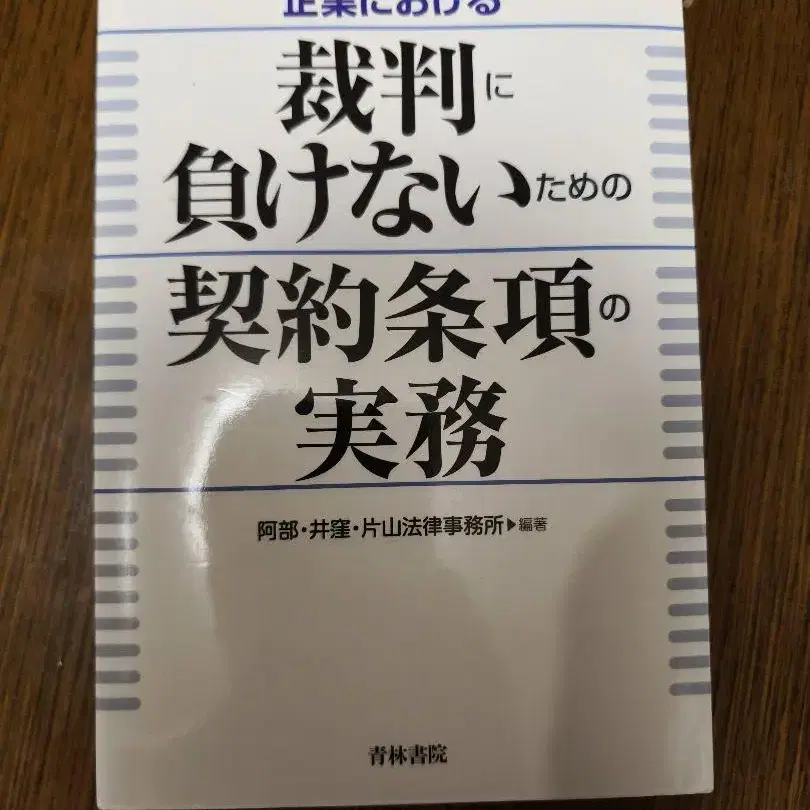 企業における
裁判に
負けないための
契約条項の
実務
阿部・井窪・片山法律事務所▶編著
青林書院